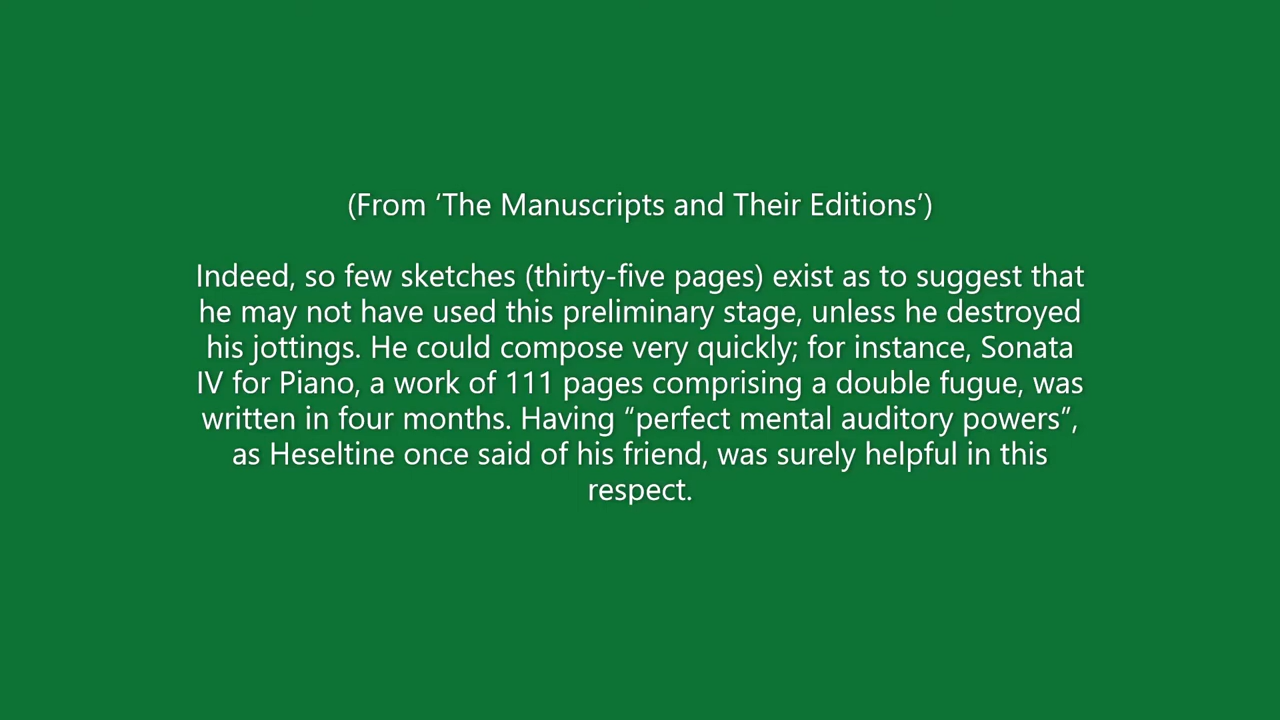 (From ‘The Manuscripts and Their Editions’)
Indeed, so few sketches (thirty-five pages) exist as to suggest that
he may not have used this preliminary stage, unless he destroyed
his jottings. He could compose very quickly; for instance, Sonata
IV for Piano, a work of 111 pages comprising a double fugue, was
written in four months. Having “perfect mental auditory powers”,
as Heseltine once said of his friend, was surely helpful in this
respect.